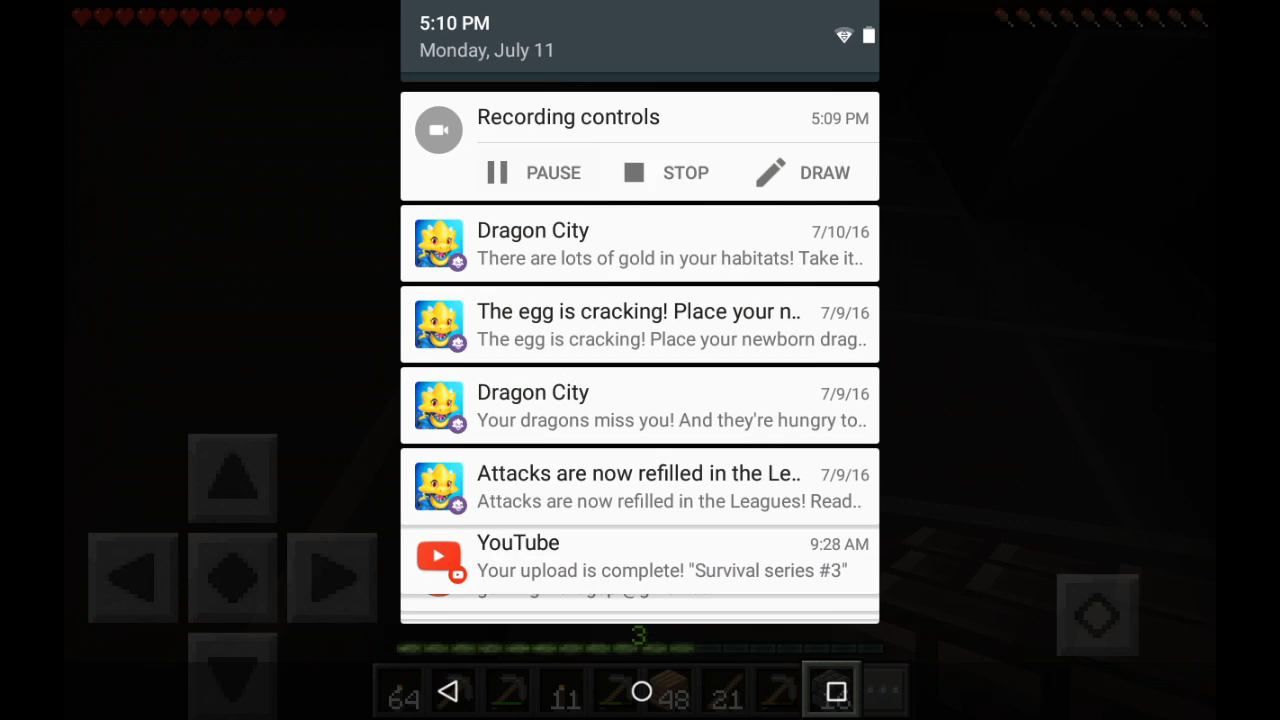 5:10 PM
Monday, July 11
Recording controls
5:09 PM
PAUSE
STOP
DRAW
Dragon City
7/10/16
There are lots of gold in your habitats! Take it..
The egg is cracking! Place your n..
7/9/16
The egg is cracking! Place your newborn drag..
Dragon City
7/9/16
Your dragons miss you! And they're hungry to..
Attacks are now refilled in the Le..
7/9/16
Attacks are now refilled in the Leagues! Read..
YouTube
9:28 AM
Your upload is complete! "Survival series #3"
3
64
11
48
21